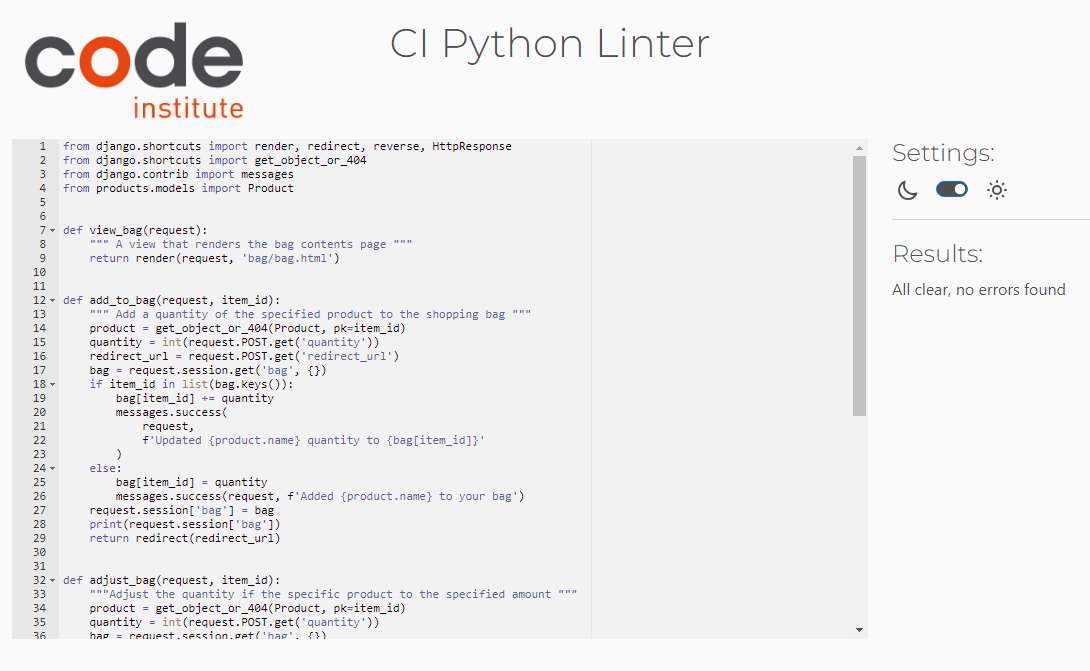 code
institute
CI Python Linter
1 from django.shortcuts import render, redirect, reverse, HttpResponse
2 from django.shortcuts import get_object_or_404
3 from django.contrib import messages
4 from products.models import Product
5
6
7 def view_bag(request):
8     """ A view that renders the bag contents page """
9     return render(request, 'bag/bag.html')
10
11
12 def add_to_bag(request, item_id):
13     """ Add a quantity of the specified product to the shopping bag """
14     product = get_object_or_404(Product, pk=item_id)
15     quantity = int(request.POST.get('quantity'))
16     redirect_url = request.POST.get('redirect_url')
17     bag = request.session.get('bag', {})
18     if item_id in list(bag.keys()):
19         bag[item_id] += quantity
20         messages.success(
21             request,
22             f'Updated {product.name} quantity to {bag[item_id]}'
23         )
24     else:
25         bag[item_id] = quantity
26         messages.success(request, f'Added {product.name} to your bag')
27     request.session['bag'] = bag
28     print(request.session['bag'])
29     return redirect(redirect_url)
30
31
32 def adjust_bag(request, item_id):
33     """Adjust the quantity if the specific product to the specified amount """
34     product = get_object_or_404(Product, pk=item_id)
35     quantity = int(request.POST.get('quantity'))
36     bag = request.session.get('bag', {})
Settings:
Results:
All clear, no errors found